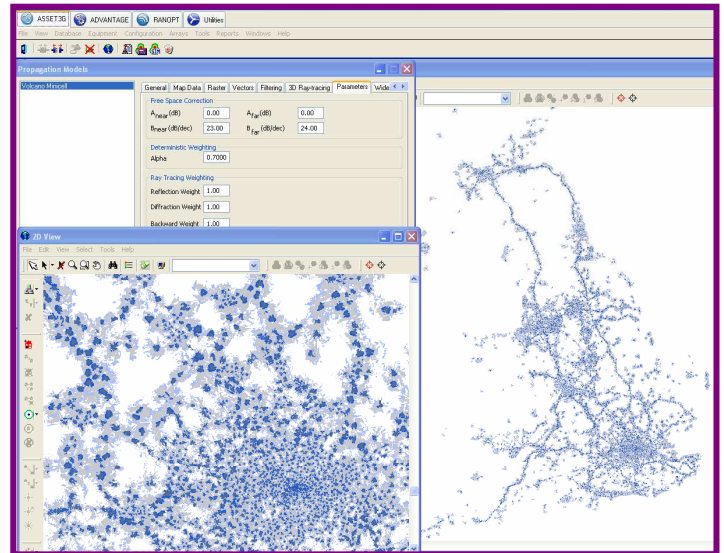 ASSET3G ADVANTAGE RANOPT Utilities
File View Database Equipment Configuration Arrays Tools Reports Windows Help
Propagation Models
Volcano Minicell
General Map Data Raster Vectors Filtering 3D Ray-tracing Parameters Wide
Free Space Correction
Anear (dB) 0.00 Afar (dB) 0.00
Bnear (dB/dec) 23.00 Bfar (dB/dec) 24.00
Deterministic Weighting
Alpha 0.7000
Ray Tracing Weighting
Reflection Weight 1.00
Diffraction Weight 1.00
Backward Weight 1.00
2D View
File Edit View Select Tools Help